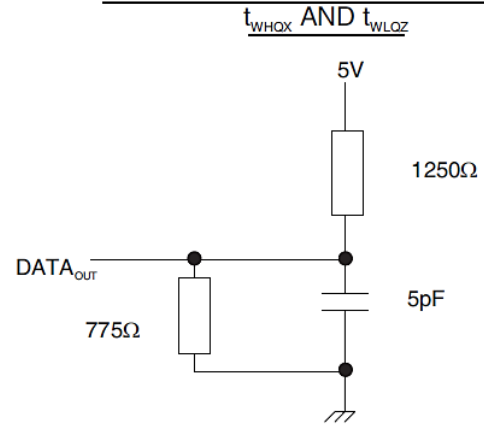 tWHQX AND tWLQZ
5V
1250Ω
DATAOUT
5pF
775Ω